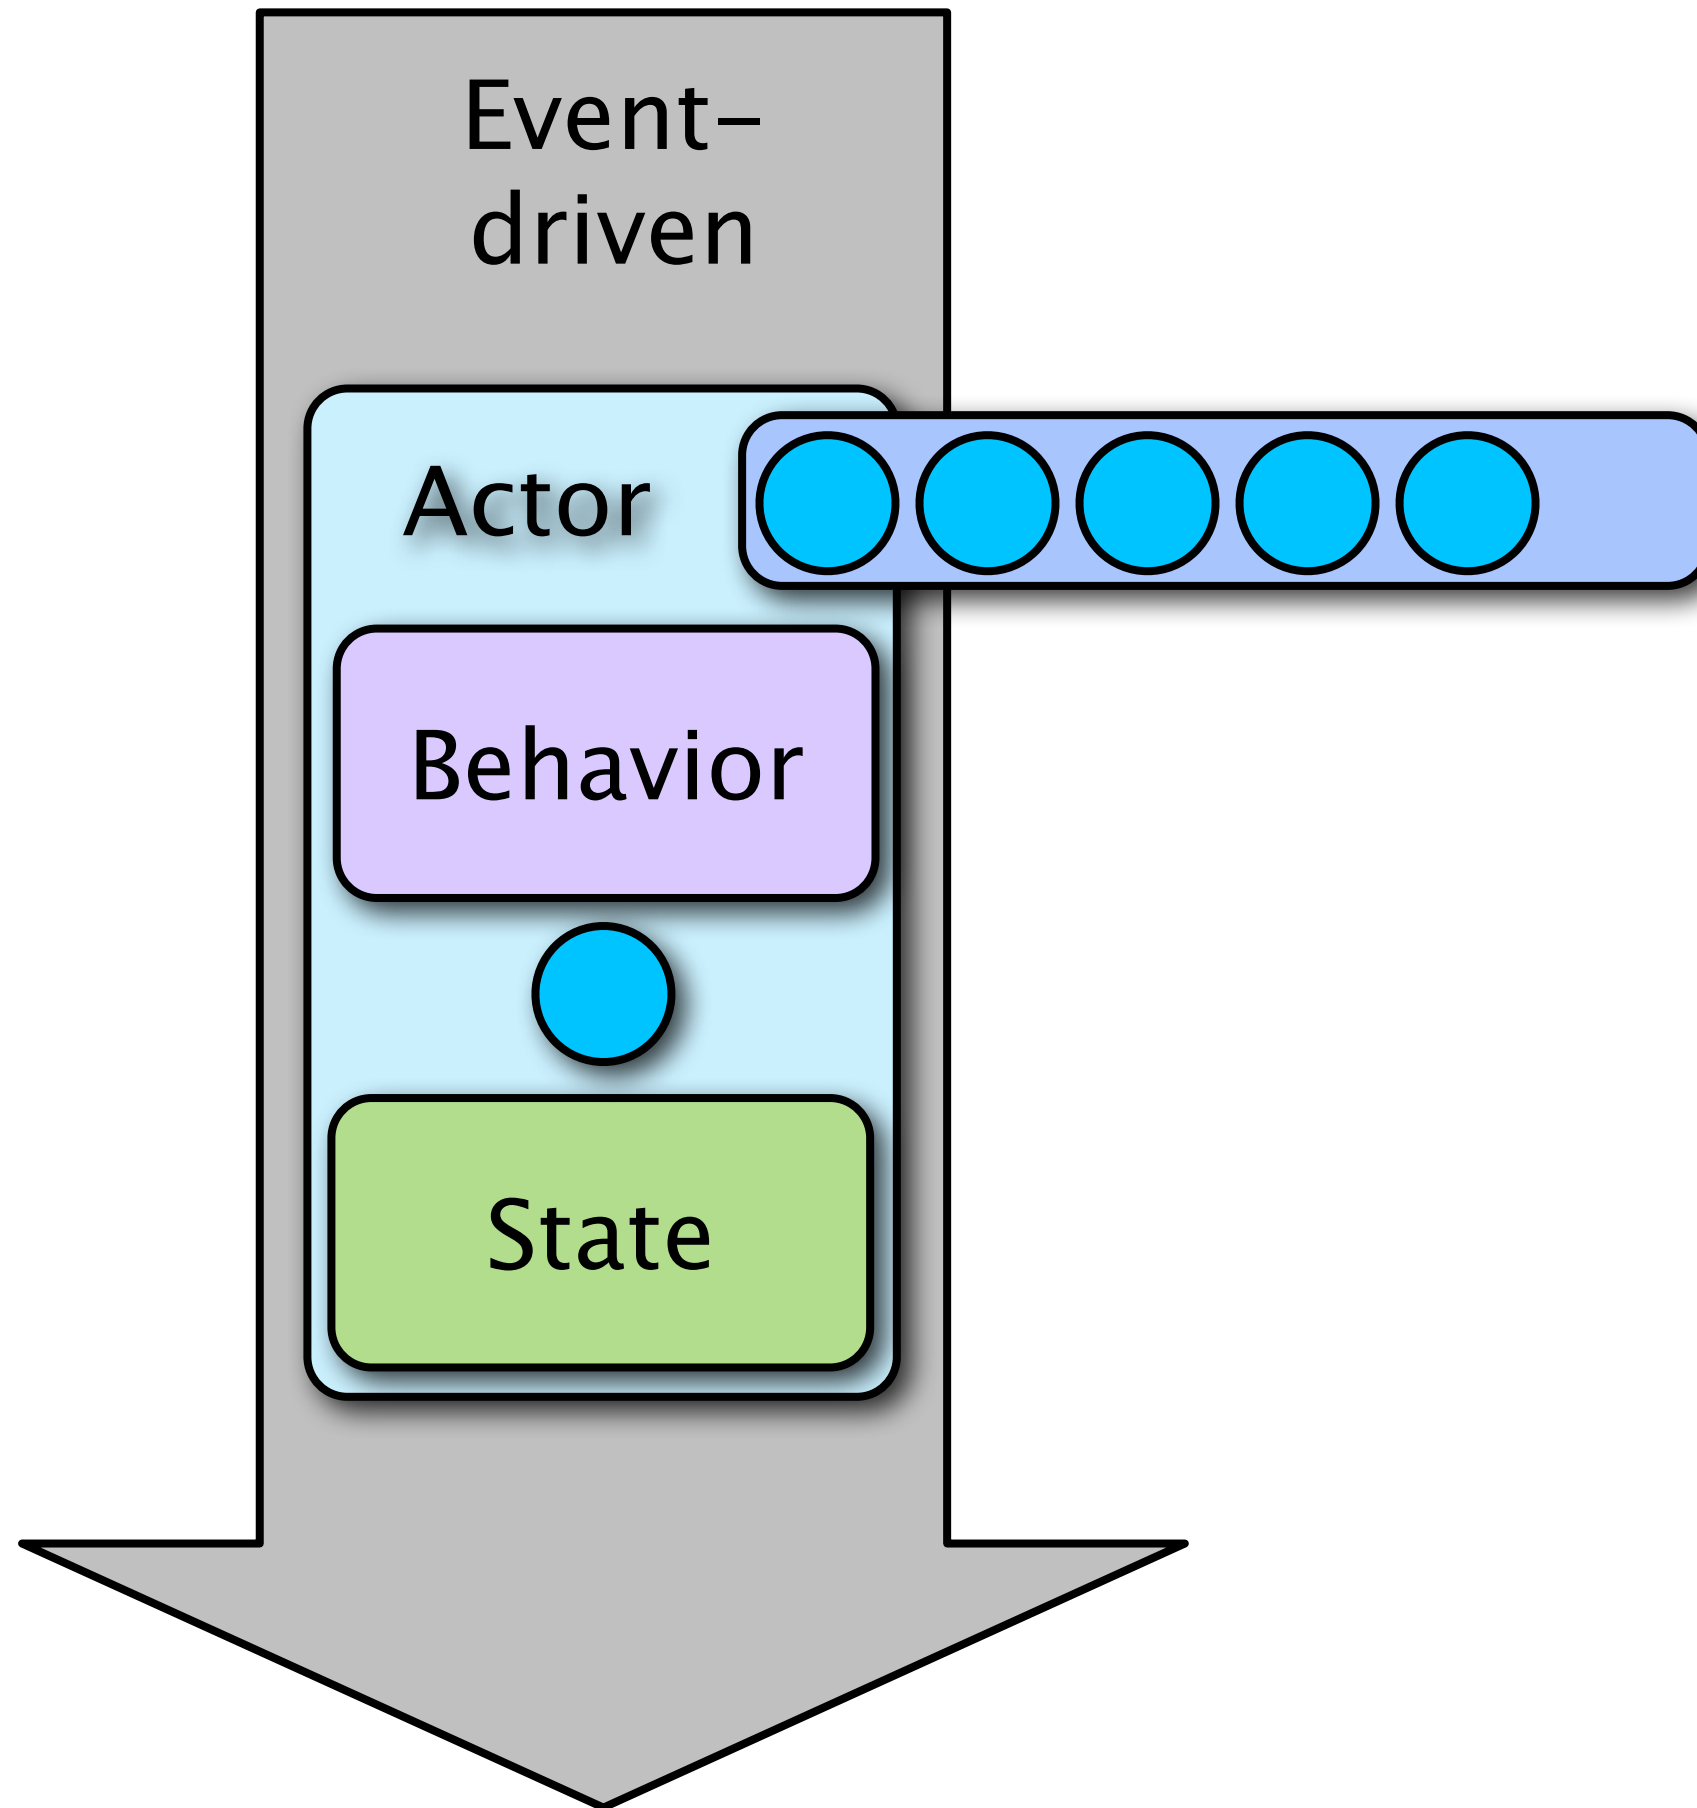 Event-
driven
Actor
Behavior
State